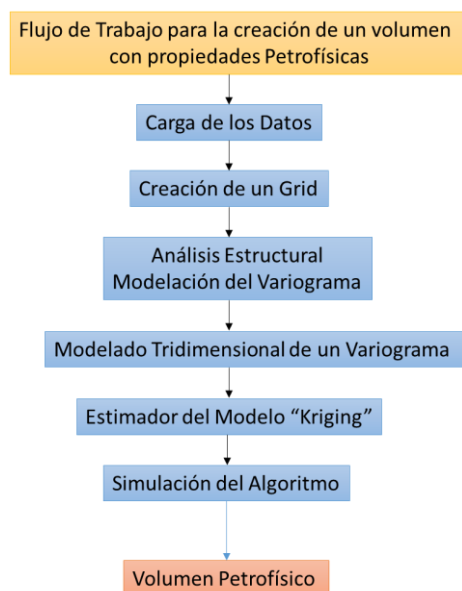 Flujo de Trabajo para la creación de un volumen
con propiedades Petrofísicas
Carga de los Datos
Creación de un Grid
Análisis Estructural
Modelación del Variograma
Modelado Tridimensional de un Variograma
Estimador del Modelo “Kriging”
Simulación del Algoritmo
Volumen Petrofísico